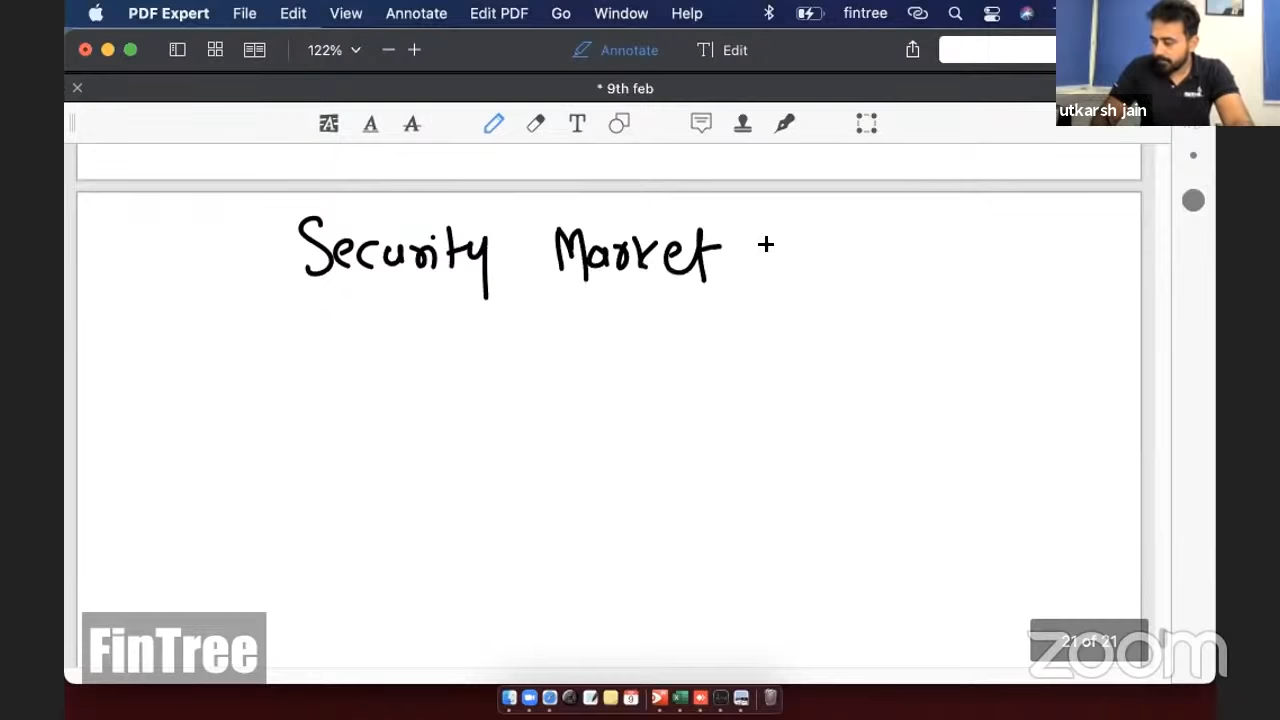 PDF Expert File Edit View Annotate Edit PDF Go Window Help fintree
122% Annotate T Edit
* 9th feb
A A A T
utkarsh jain
Security Market
FinTree
21 of 21
zoom